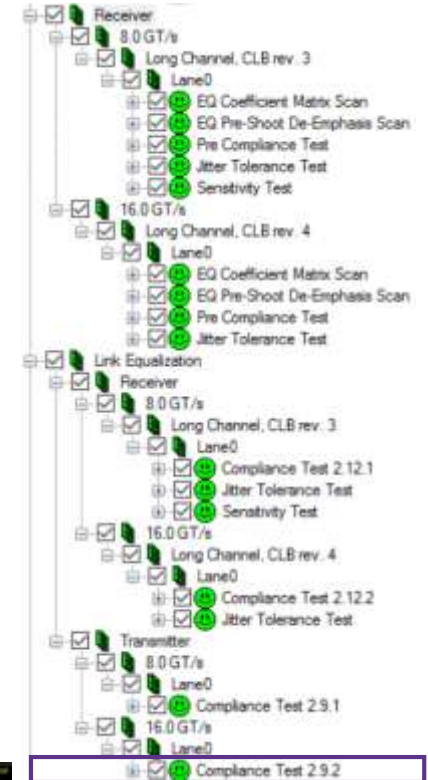 Receiver
8.0 GT/s
Long Channel, CLB rev. 3
Lane0
EQ Coefficient Matrix Scan
EQ Pre-Shoot De-Emphasis Scan
Pre Compliance Test
Jitter Tolerance Test
Sensitivity Test
16.0 GT/s
Long Channel, CLB rev. 4
Lane0
EQ Coefficient Matrix Scan
EQ Pre-Shoot De-Emphasis Scan
Pre Compliance Test
Jitter Tolerance Test
Link Equalization
Receiver
8.0 GT/s
Long Channel, CLB rev. 3
Lane0
Compliance Test 2.12.1
Jitter Tolerance Test
Sensitivity Test
16.0 GT/s
Long Channel, CLB rev. 4
Lane0
Compliance Test 2.12.2
Jitter Tolerance Test
Transmitter
8.0 GT/s
Lane0
Compliance Test 2.9.1
16.0 GT/s
Lane0
Compliance Test 2.9.2